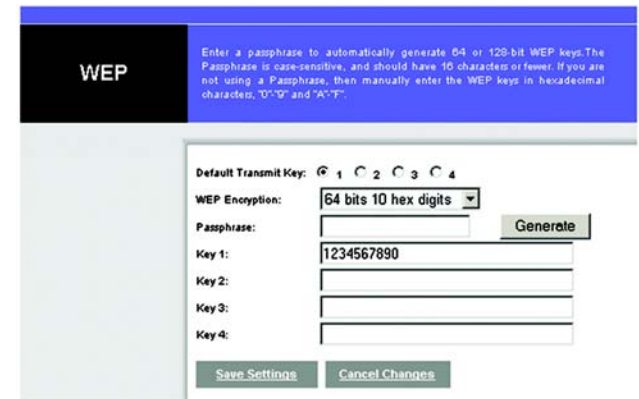 WEP
Enter a passphrase to automatically generate 64 or 128-bit WEP keys.The
Passphrase is case-sensitive, and should have 16 characters or fewer. If you are
not using a Passphrase, then manually enter the WEP keys in hexadecimal
characters, "0"-"9" and "A"-"F".
Default Transmit Key: 1 2 3 4
WEP Encryption: 64 bits 10 hex digits
Passphrase: Generate
Key 1: 1234567890
Key 2:
Key 3:
Key 4:
Save Settings Cancel Changes